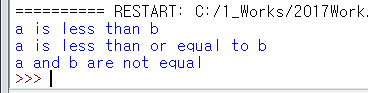 ========== RESTART: C:/1_Works/2017Work.
a is less than b
a is less than or equal to b
a and b are not equal
>>>